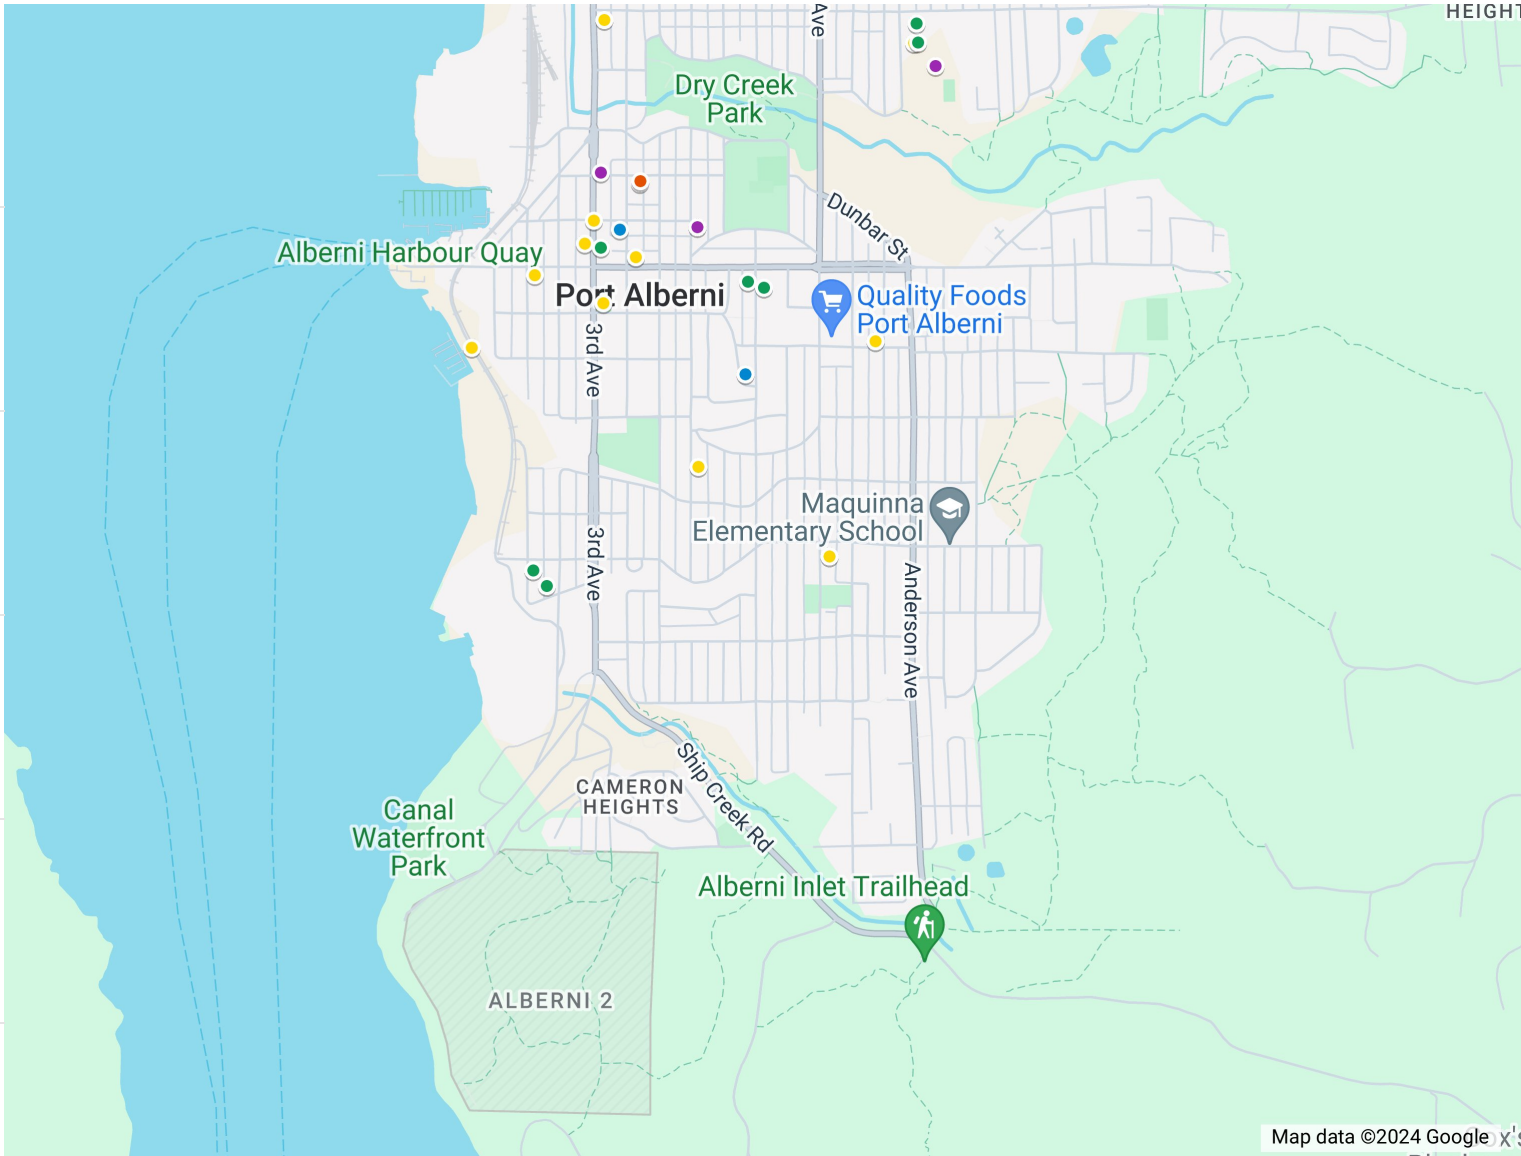 HEIGHT
Ave
Dry Creek
Park
Dunbar St
Alberni Harbour Quay
Port Alberni
Quality Foods
Port Alberni
3rd Ave
Maquinna
Elementary School
3rd Ave
Anderson Ave
Ship Creek Rd
CAMERON
HEIGHTS
Canal
Waterfront
Park
Alberni Inlet Trailhead
ALBERNI 2
Map data ©2024 Google